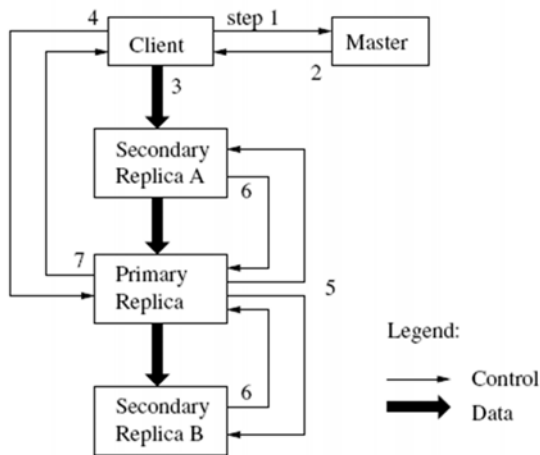 4
step 1
Client
Master
2
3
Secondary
Replica A
6
7
Primary
Replica
5
Legend:
6
Control
Secondary
Replica B
Data